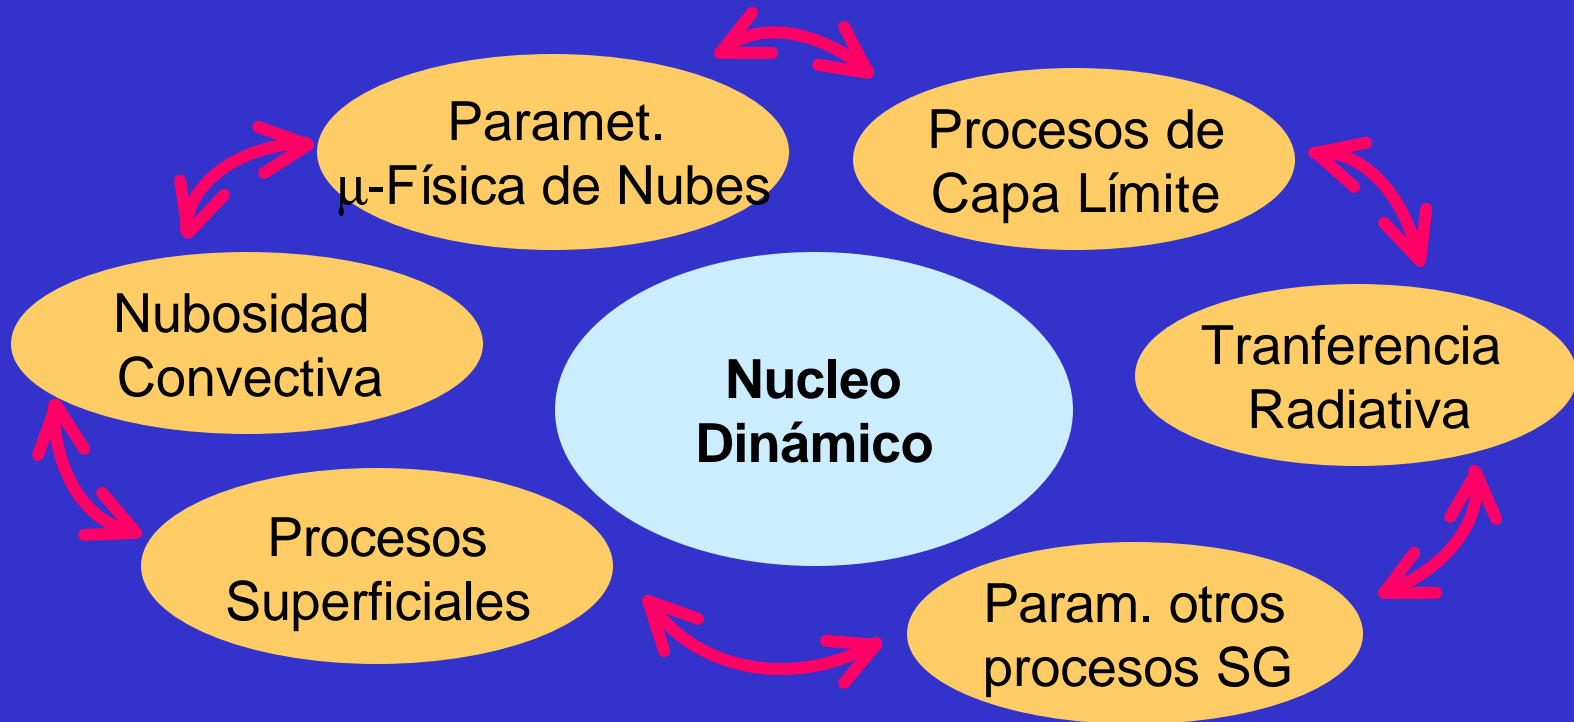 Paramet.
μ-Física de Nubes
Procesos de
Capa Límite
Nubosidad
Convectiva
Nucleo
Dinámico
Tranferencia
Radiativa
Procesos
Superficiales
Param. otros
procesos SG